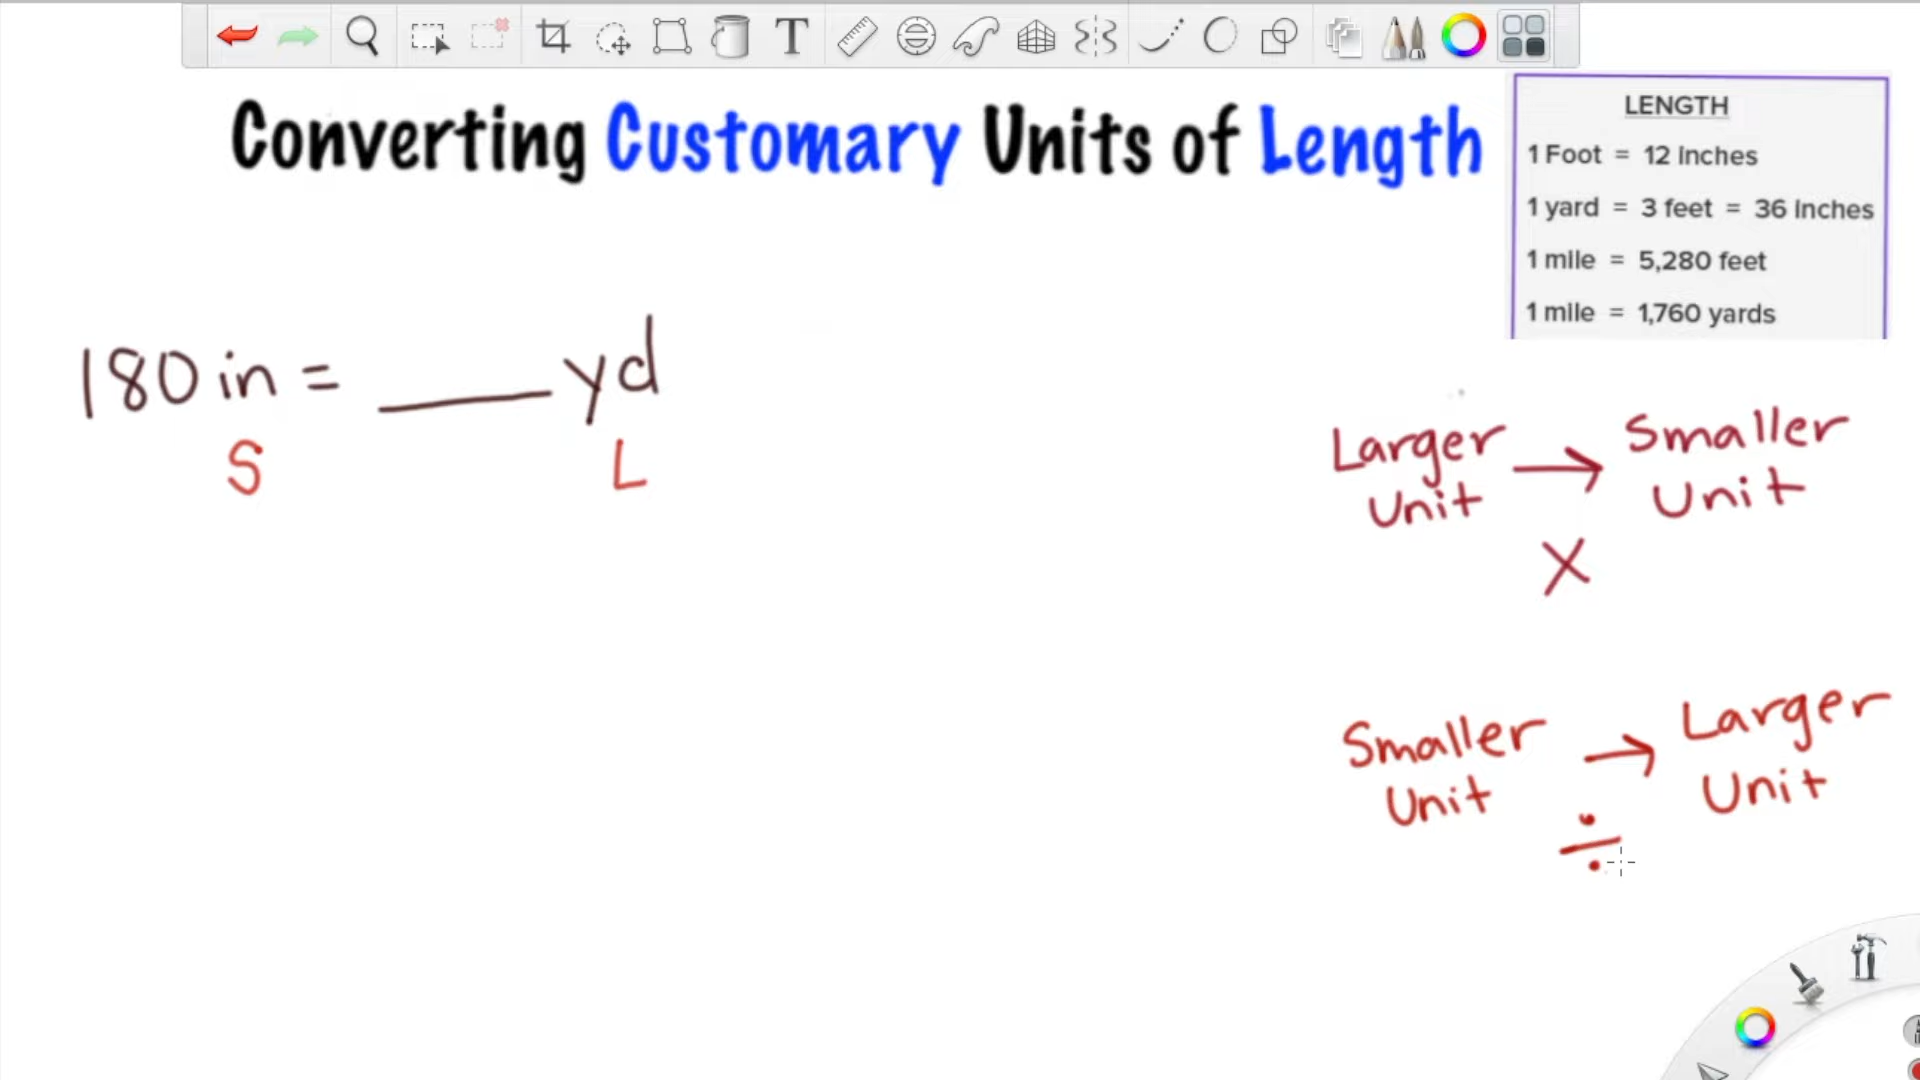 Converting Customary Units of Length
LENGTH
1 Foot = 12 Inches
1 yard = 3 feet = 36 Inches
1 mile = 5,280 feet
1 mile = 1,760 yards
180 in = ____ yd
S L
Larger → Smaller
Unit Unit
X
Smaller → Larger
Unit Unit
÷